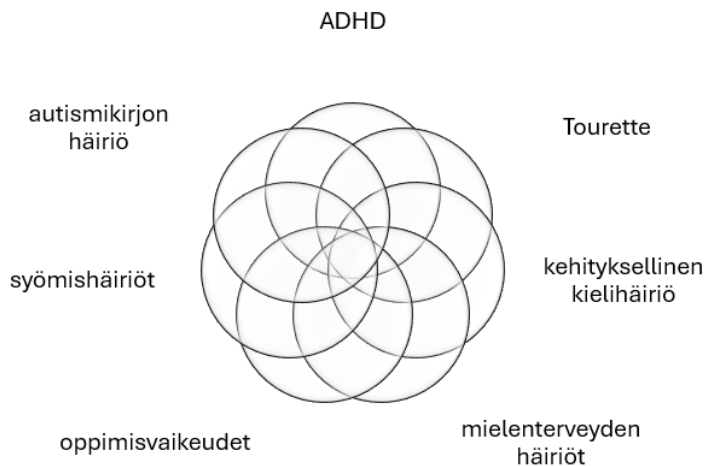 ADHD
autismikirjon
häiriö
Tourette
syömishäiriöt
kehityksellinen
kielihäiriö
oppimisvaikeudet
mielenterveyden
häiriöt